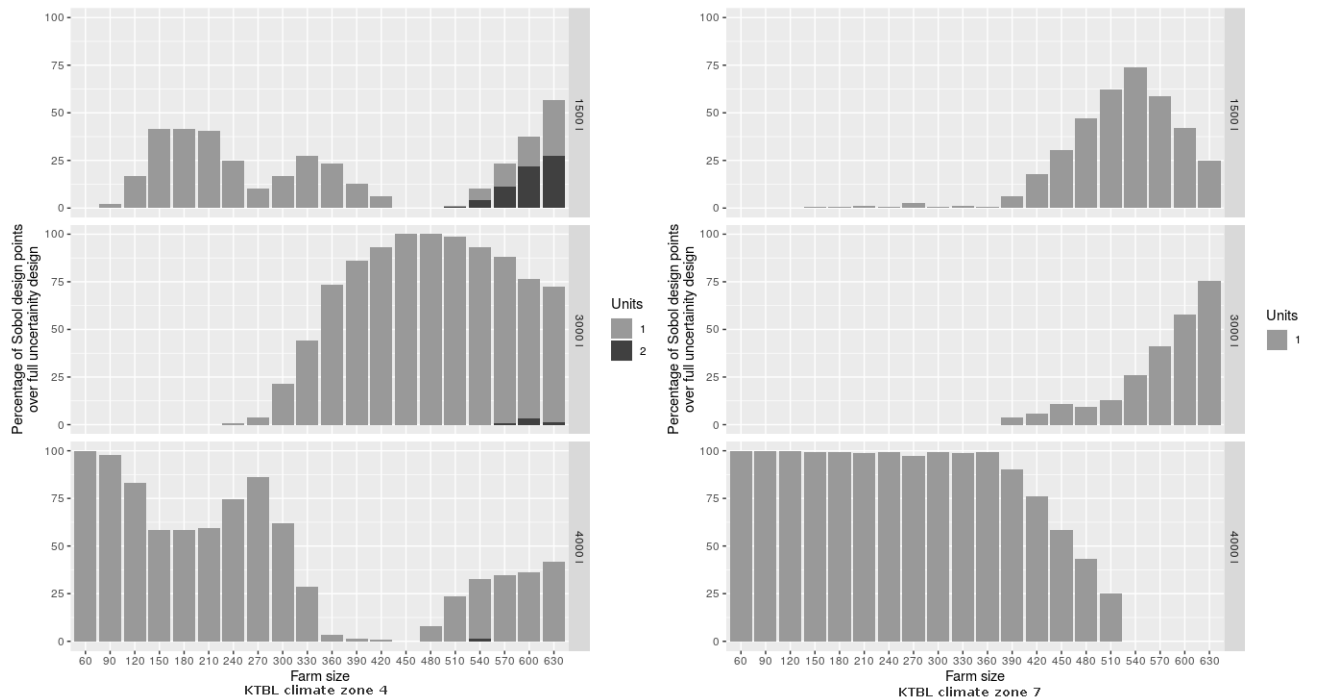 100
75
50
25
0
1500 l
100
75
50
25
0
3000 l
100
75
50
25
0
4000 l
Percentage of Sobol design points
over full uncertainity design
60 90 120 150 180 210 240 270 300 330 360 390 420 450 480 510 540 570 600 630
Farm size
KTBL climate zone 4
Units
1
2
100
75
50
25
0
1500 l
100
75
50
25
0
3000 l
100
75
50
25
0
4000 l
Percentage of Sobol design points
over full uncertainity design
60 90 120 150 180 210 240 270 300 330 360 390 420 450 480 510 540 570 600 630
Farm size
KTBL climate zone 7
Units
1